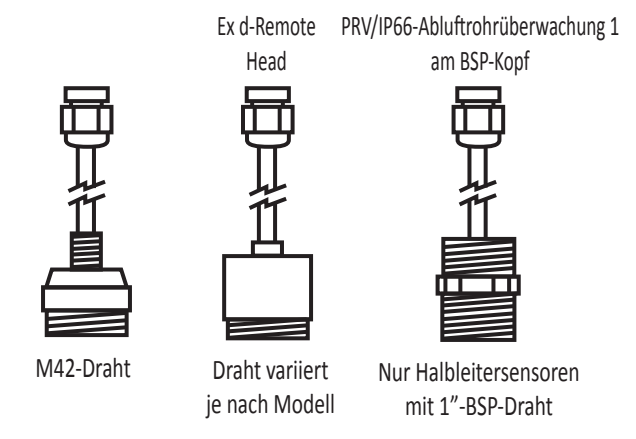 Ex d-Remote
Head
PRV/IP66-Abluftrohrüberwachung 1
am BSP-Kopf
M42-Draht
Draht variiert
je nach Modell
Nur Halbleitersensoren
mit 1”-BSP-Draht